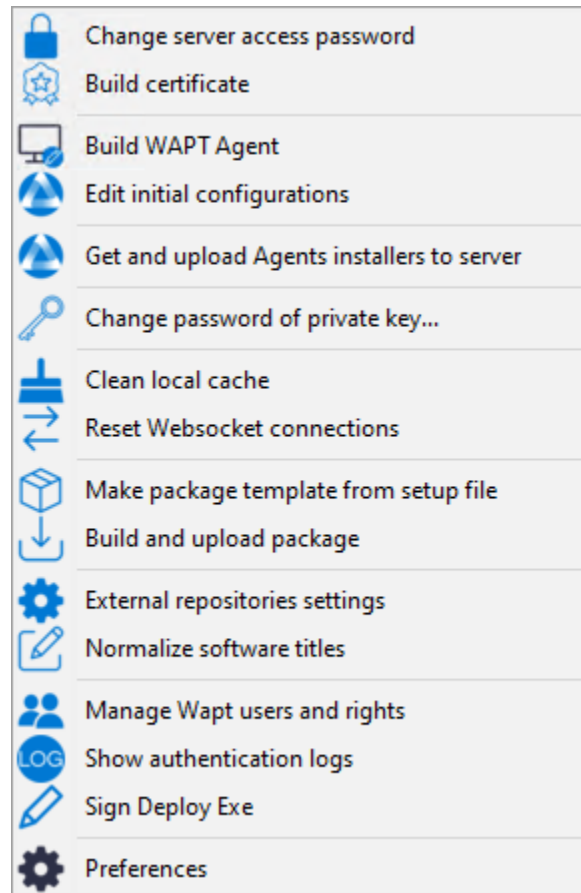 Change server access password
Build certificate
Build WAPT Agent
Edit initial configurations
Get and upload Agents installers to server
Change password of private key...
Clean local cache
Reset Websocket connections
Make package template from setup file
Build and upload package
External repositories settings
Normalize software titles
Manage Wapt users and rights
LOG
Show authentication logs
Sign Deploy Exe
Preferences